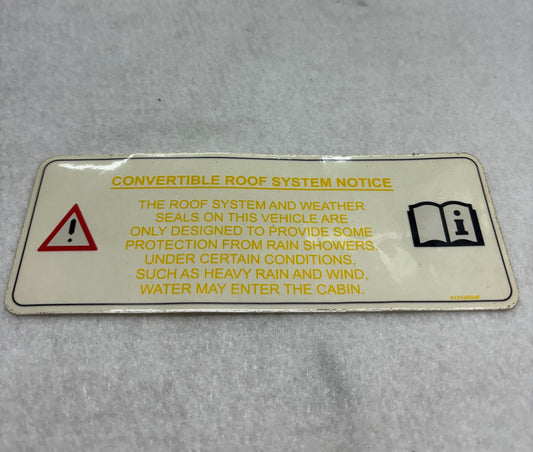 CONVERTIBLE ROOF SYSTEM NOTICE
THE ROOF SYSTEM AND WEATHER
SEALS ON THIS VEHICLE ARE
ONLY DESIGNED TO PROVIDE SOME
PROTECTION FROM RAIN SHOWERS.
UNDER CERTAIN CONDITIONS,
SUCH AS HEAVY RAIN AND WIND,
WATER MAY ENTER THE CABIN.